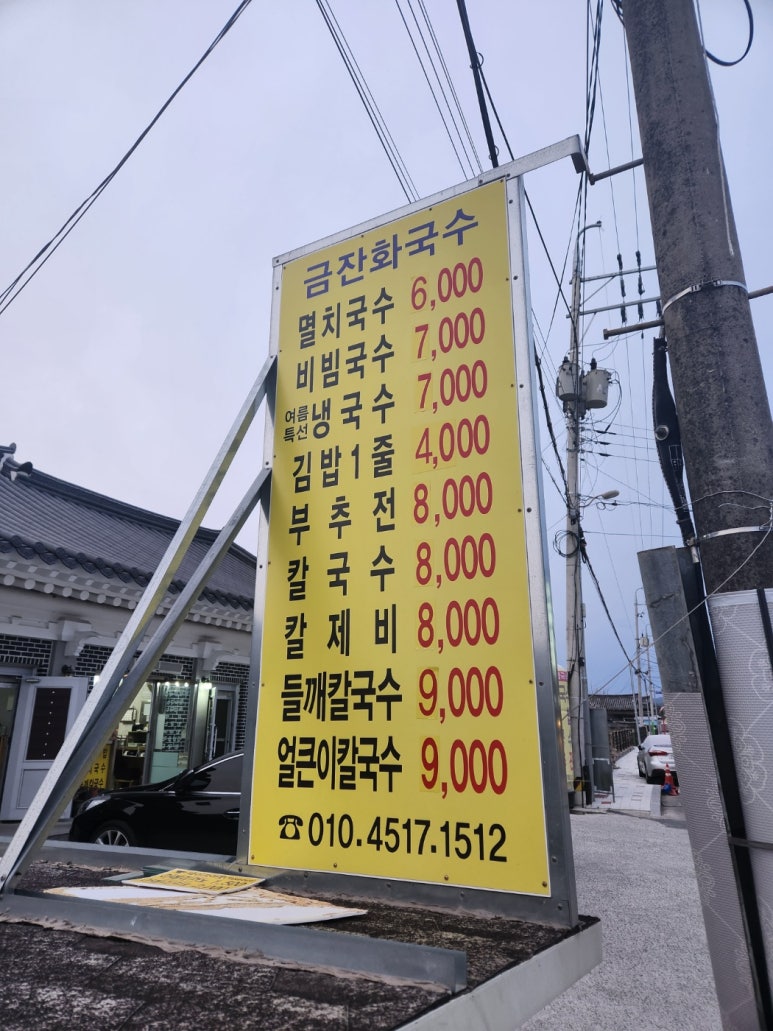 금잔화국수
멸치국수 6,000
비빔국수 7,000
여름특선 냉국수 7,000
김밥1줄 4,000
부추전 8,000
칼국수 8,000
칼제비 8,000
들깨칼국수 9,000
얼큰이칼국수 9,000
☎010.4517.1512